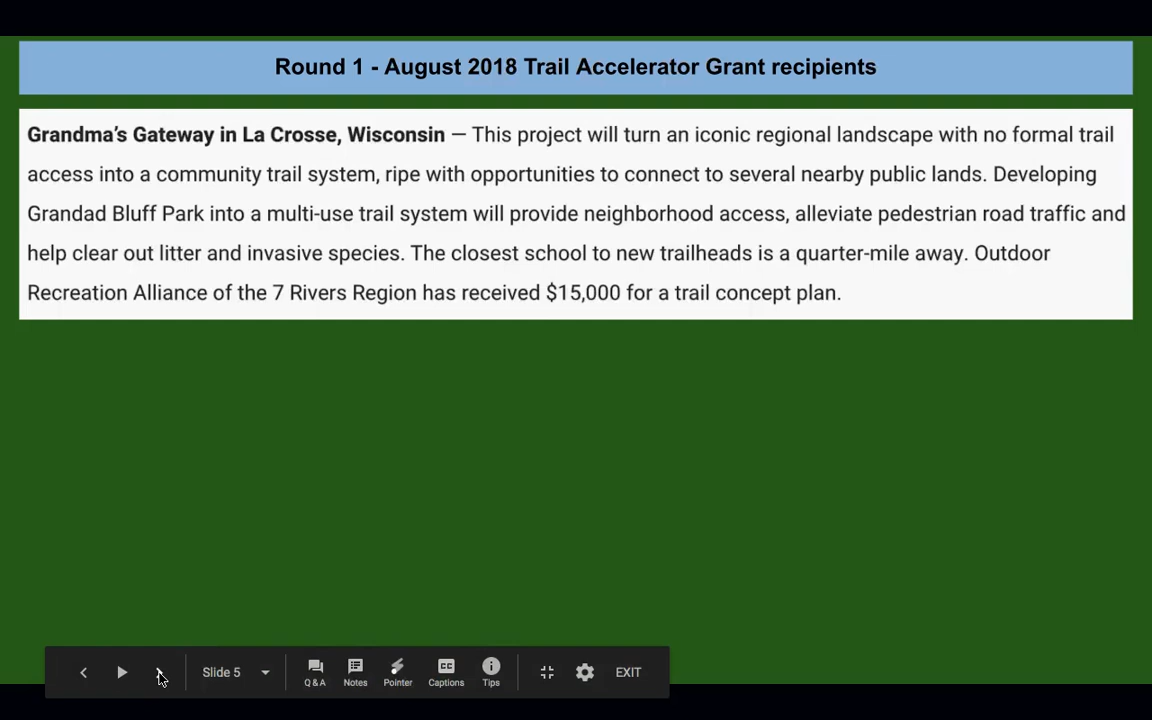 Round 1 - August 2018 Trail Accelerator Grant recipients
Grandma's Gateway in La Crosse, Wisconsin — This project will turn an iconic regional landscape with no formal trail
access into a community trail system, ripe with opportunities to connect to several nearby public lands. Developing
Grandad Bluff Park into a multi-use trail system will provide neighborhood access, alleviate pedestrian road traffic and
help clear out litter and invasive species. The closest school to new trailheads is a quarter-mile away. Outdoor
Recreation Alliance of the 7 Rivers Region has received $15,000 for a trail concept plan.
Slide 5
Q & A
Notes
Pointer
CC
Captions
Tips
EXIT